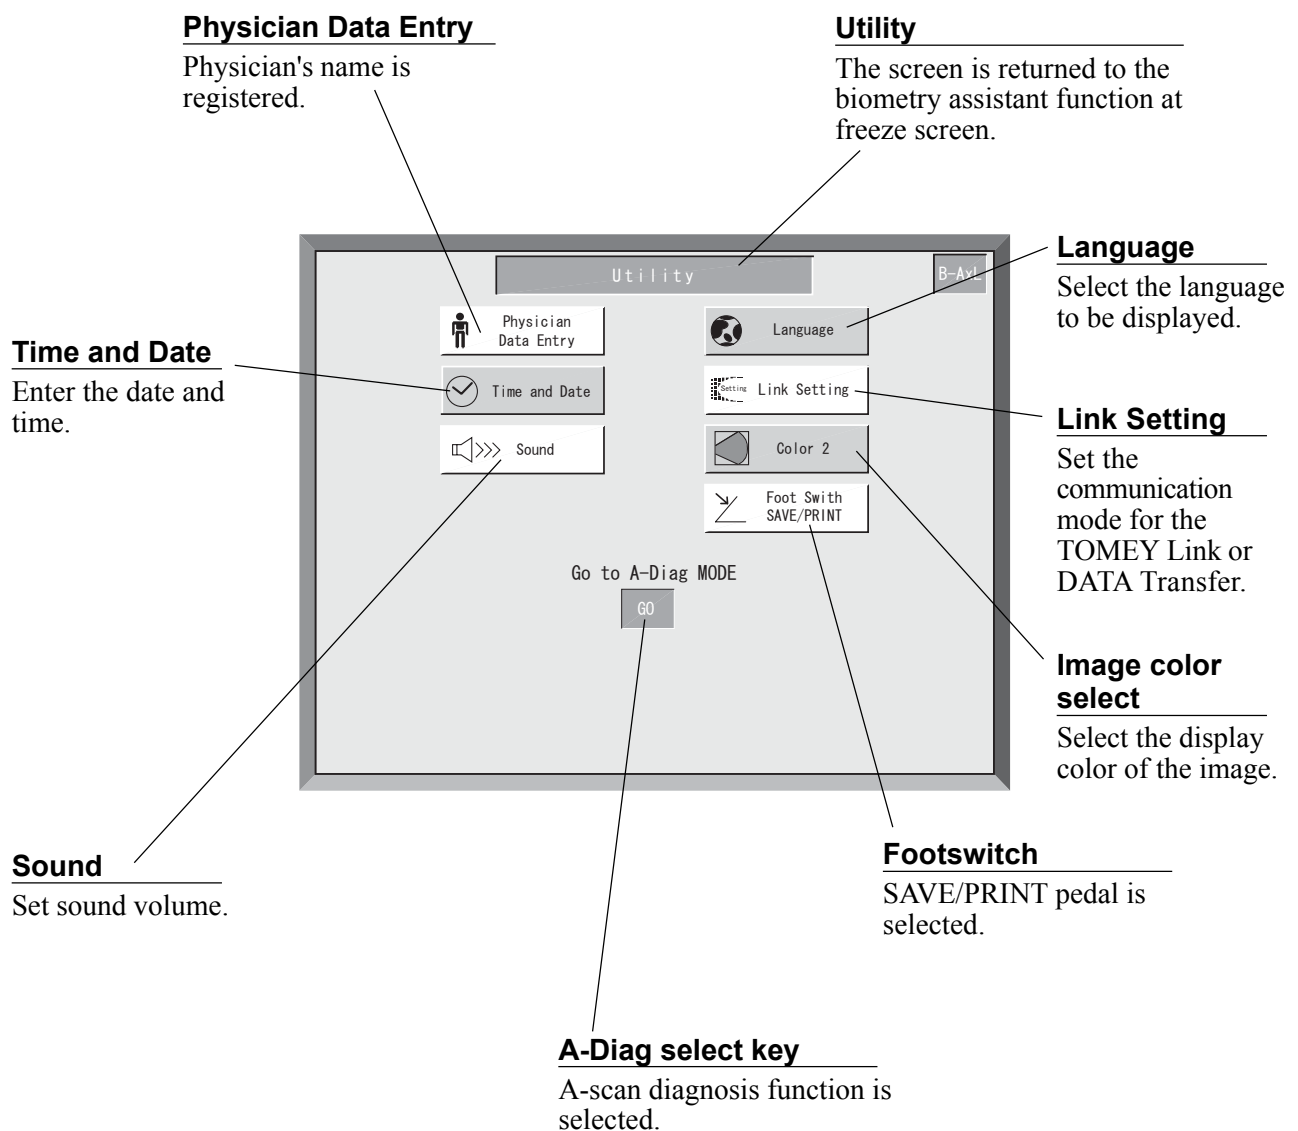 Physician Data Entry
Physician's name is
registered.
Utility
The screen is returned to the
biometry assistant function at
freeze screen.
Utility
B-AxL
Language
Select the language
to be displayed.
Physician
Data Entry
Language
Time and Date
Enter the date and
time.
Time and Date
Setting
Link Setting
Link Setting
Set the
communication
mode for the
TOMEY Link or
DATA Transfer.
Sound
Color 2
Foot Swith
SAVE/PRINT
Go to A-Diag MODE
GO
Image color
select
Select the display
color of the image.
Sound
Set sound volume.
Footswitch
SAVE/PRINT pedal is
selected.
A-Diag select key
A-scan diagnosis function is
selected.